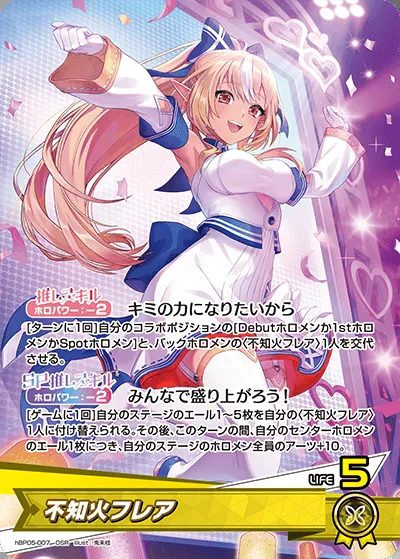 推しスキル
ホロパワー：－2
キミの力になりたいから
[ターンに1回]自分のコラボポジションの[Debutホロメンか1stホロ
メンかSpotホロメン]と、バックホロメンの〈不知火フレア〉1人を交代
させる。
SP推しスキル
ホロパワー：－2
みんなで盛り上がろう！
[ゲームに1回]自分のステージのエール1～5枚を自分の〈不知火フレア〉
1人に付け替えられる。その後、このターンの間、自分のセンターホロメン
のエール1枚につき、自分のステージのホロメン全員のアーツ+10。
LIFE 5
不知火フレア
hBP05-007 OSR illust